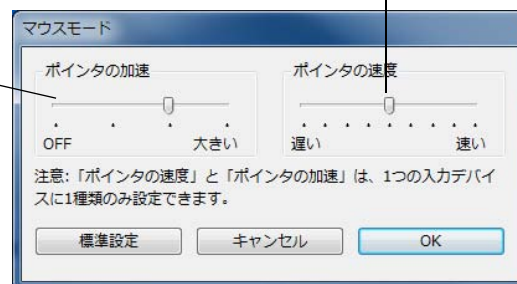 マウスモード
ポインタの加速
ポインタの速度
OFF
大きい
遅い
速い
注意:「ポインタの速度」と「ポインタの加速」は、1つの入力デバイ
スに1種類のみ設定できます。
標準設定
キャンセル
OK